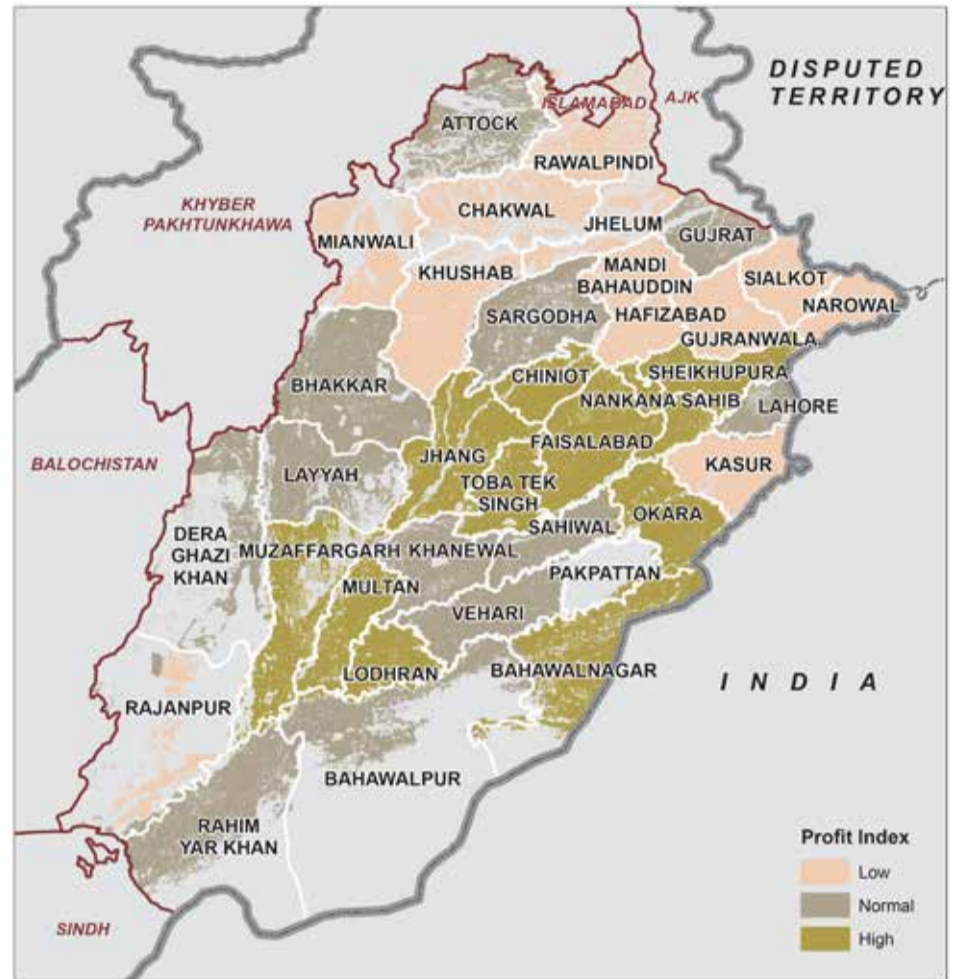 DISPUTED
TERRITORY
ISLAMABAD
AJK
ATTOCK
RAWALPINDI
KHYBER
PAKHTUNKHAWA
CHAKWAL
JHELUM
GUJRAT
MIANWALI
KHUSHAB
MANDI
BAHAUDDIN
SIALKOT
NAROWAL
SARGODHA
HAFIZABAD
GUJRANWALA
BHAKKAR
CHINIOT
SHEIKHUPURA
NANKANA SAHIB
LAHORE
BALOCHISTAN
LAYYAH
JHANG
FAISALABAD
KASUR
TOBA TEK
SINGH
OKARA
SAHIWAL
DERA
GHAZI
KHAN
MUZAFFARGARH
KHANEWAL
PAKPATTAN
MULTAN
VEHARI
LODHRAN
BAHAWALNAGAR
INDIA
RAJANPUR
BAHAWALPUR
RAHIM
YAR KHAN
SINDH
Profit Index
Low
Normal
High